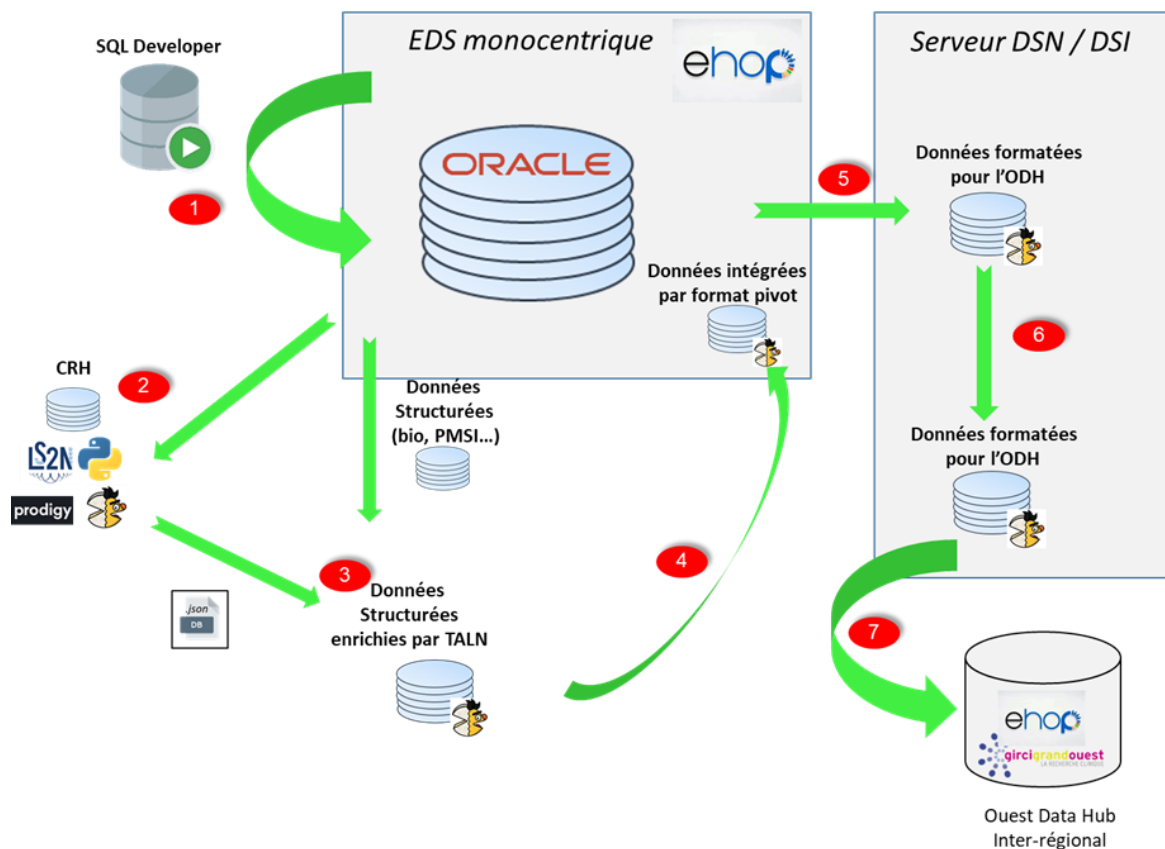 SQL Developer
EDS monocentrique
ehop
Serveur DSN / DSI
ORACLE
1
5
Données formatées
pour l'ODH
Données intégrées
par format pivot
6
CRH
2
LS2N
prodigy
Données
Structurées
(bio, PMSI...)
Données formatées
pour l'ODH
3
4
.json
DB
Données
Structurées
enrichies par TALN
7
ehop
gircigrandouest
LA RECHERCHE CLINIQUE
Ouest Data Hub
Inter-régional